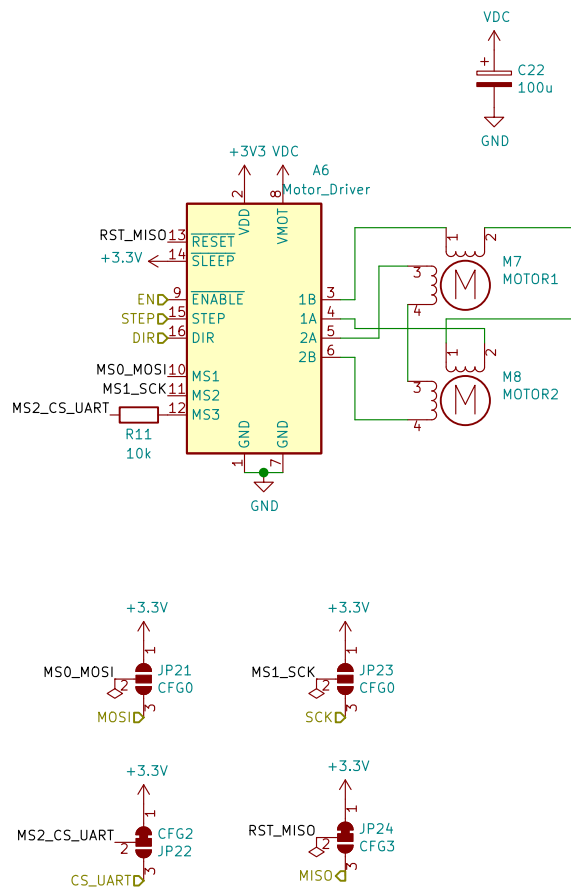 VDC
+
C22
100u
GND
+3V3 VDC
A6
Motor_Driver
2
8
VDD
VMOT
RST_MISO 13 RESET
+3.3V 14 SLEEP
EN 9 ENABLE
STEP 15 STEP
DIR 16 DIR
MS0_MOSI 10 MS1
MS1_SCK 11 MS2
MS2_CS_UART 12 MS3
R11
10k
1B 3
1A 4
2A 5
2B 6
GND
GND
1
7
GND
1
2
3
4
M
M7
MOTOR1
1
2
3
4
M
M8
MOTOR2
+3.3V
1
MS0_MOSI
2
JP21
CFG0
3
MOSI
+3.3V
1
MS1_SCK
2
JP23
CFG0
3
SCK
+3.3V
1
MS2_CS_UART
2
CFG2
JP22
3
CS_UART
+3.3V
1
RST_MISO
2
JP24
CFG3
3
MISO